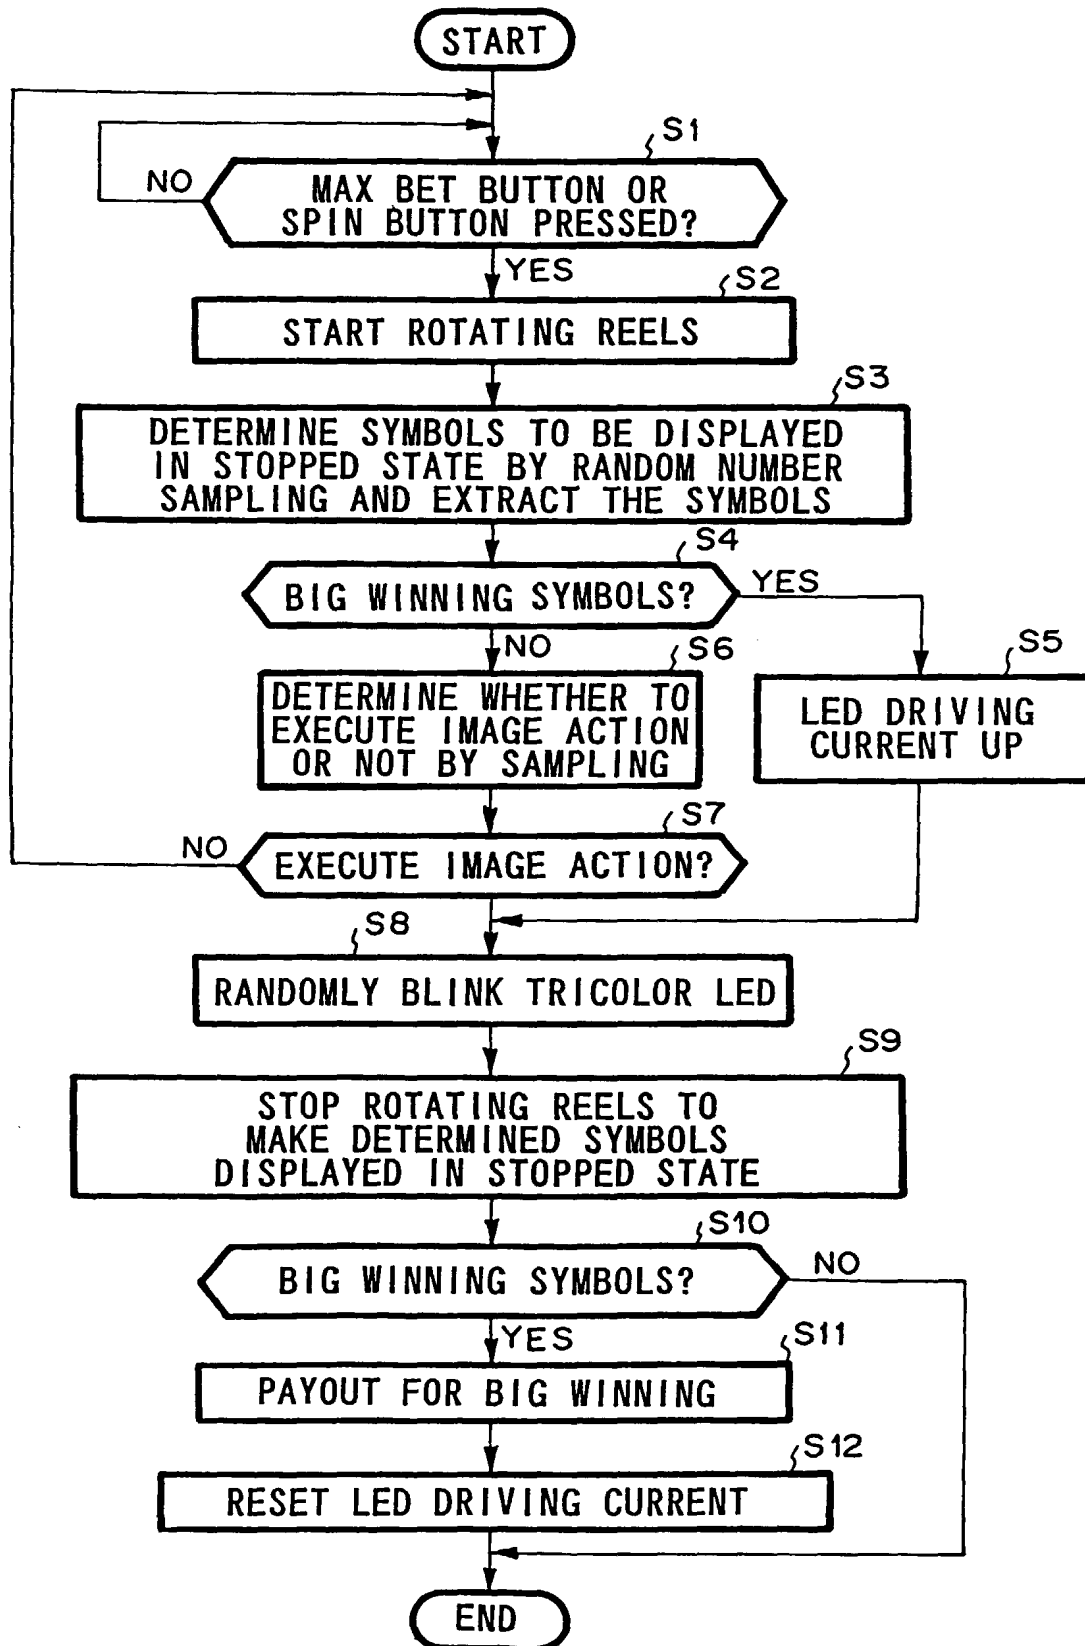 START
S1
NO
MAX BET BUTTON OR
SPIN BUTTON PRESSED?
YES
S2
START ROTATING REELS
S3
DETERMINE SYMBOLS TO BE DISPLAYED
IN STOPPED STATE BY RANDOM NUMBER
SAMPLING AND EXTRACT THE SYMBOLS
S4
BIG WINNING SYMBOLS?
YES
NO
S6
S5
DETERMINE WHETHER TO
EXECUTE IMAGE ACTION
OR NOT BY SAMPLING
LED DRIVING
CURRENT UP
S7
NO
EXECUTE IMAGE ACTION?
S8
RANDOMLY BLINK TRICOLOR LED
S9
STOP ROTATING REELS TO
MAKE DETERMINED SYMBOLS
DISPLAYED IN STOPPED STATE
S10
BIG WINNING SYMBOLS?
NO
YES
S11
PAYOUT FOR BIG WINNING
S12
RESET LED DRIVING CURRENT
END